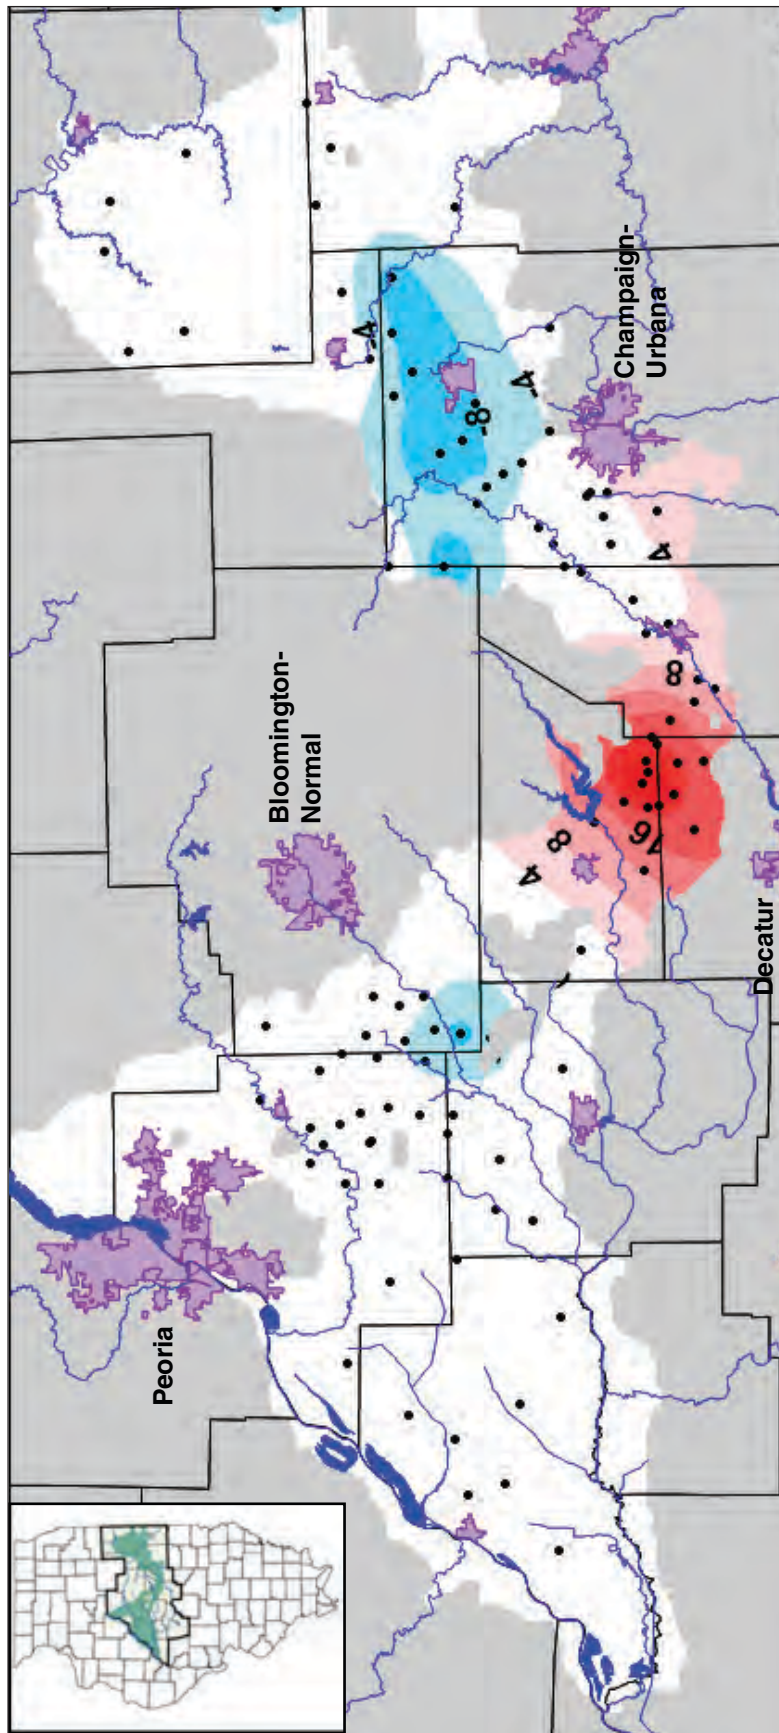 Peoria
Bloomington-
Normal
-4
-8
-4
Champaign-
Urbana
4
8
16
8
4
Decatur